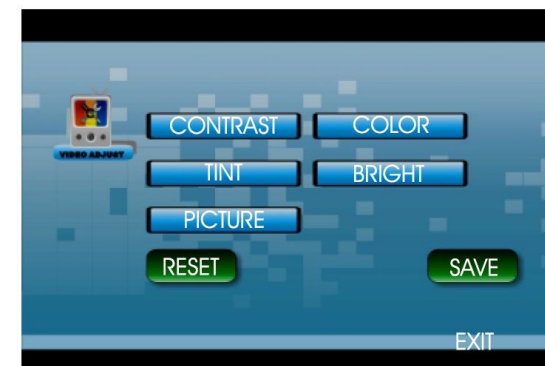 CONTRAST COLOR
VIDEO ADJUST
TINT BRIGHT
PICTURE
RESET SAVE
EXIT